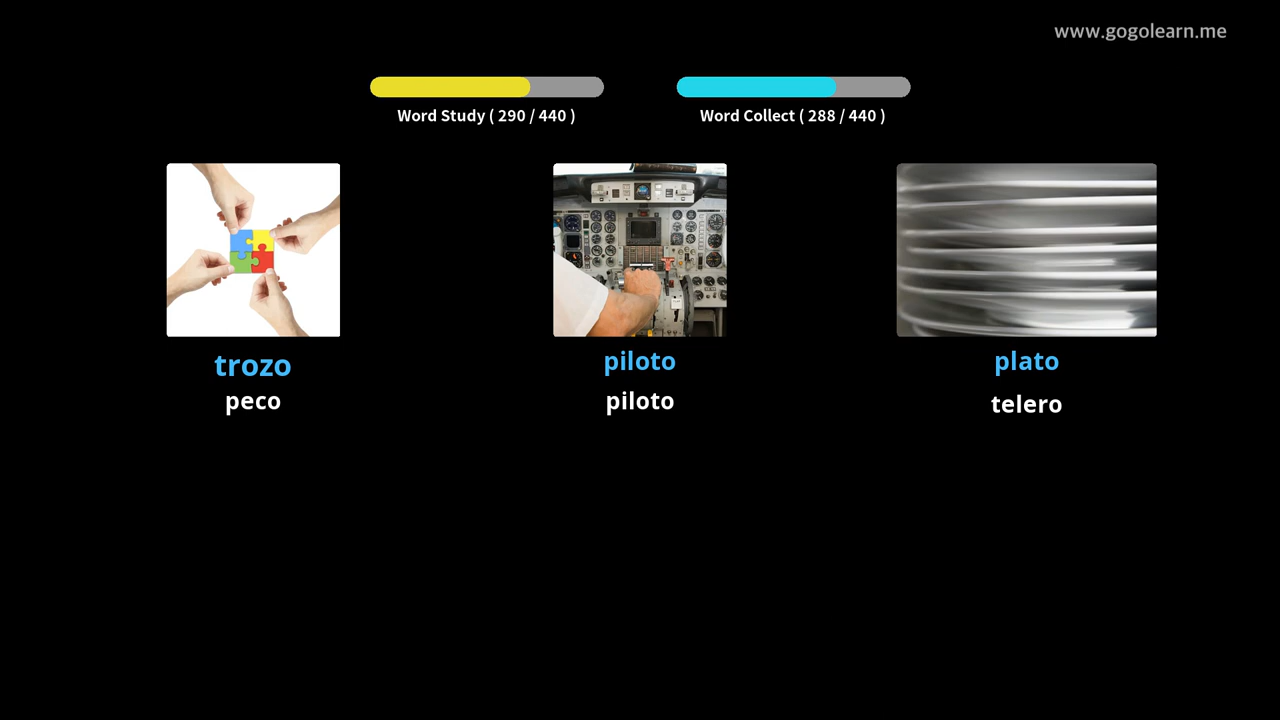 www.gogolearn.me
Word Study ( 290 / 440 )
Word Collect ( 288 / 440 )
trozo
peco
piloto
piloto
plato
telero